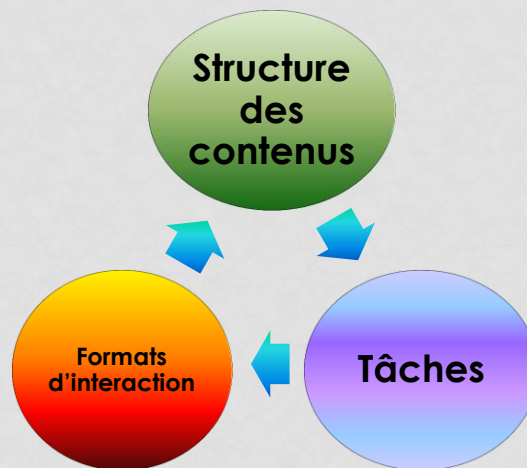 Structure
des
contenus
Formats
d’interaction
Tâches